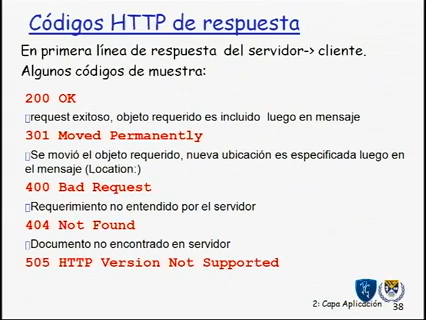 Códigos HTTP de respuesta
En primera línea de respuesta del servidor-> cliente.
Algunos códigos de muestra:
200 OK
request exitoso, objeto requerido es incluido luego en mensaje
301 Moved Permanently
Se movió el objeto requerido, nueva ubicación es especificada luego en
el mensaje (Location:)
400 Bad Request
Requerimiento no entendido por el servidor
404 Not Found
Documento no encontrado en servidor
505 HTTP Version Not Supported
2: Capa Aplicación 38